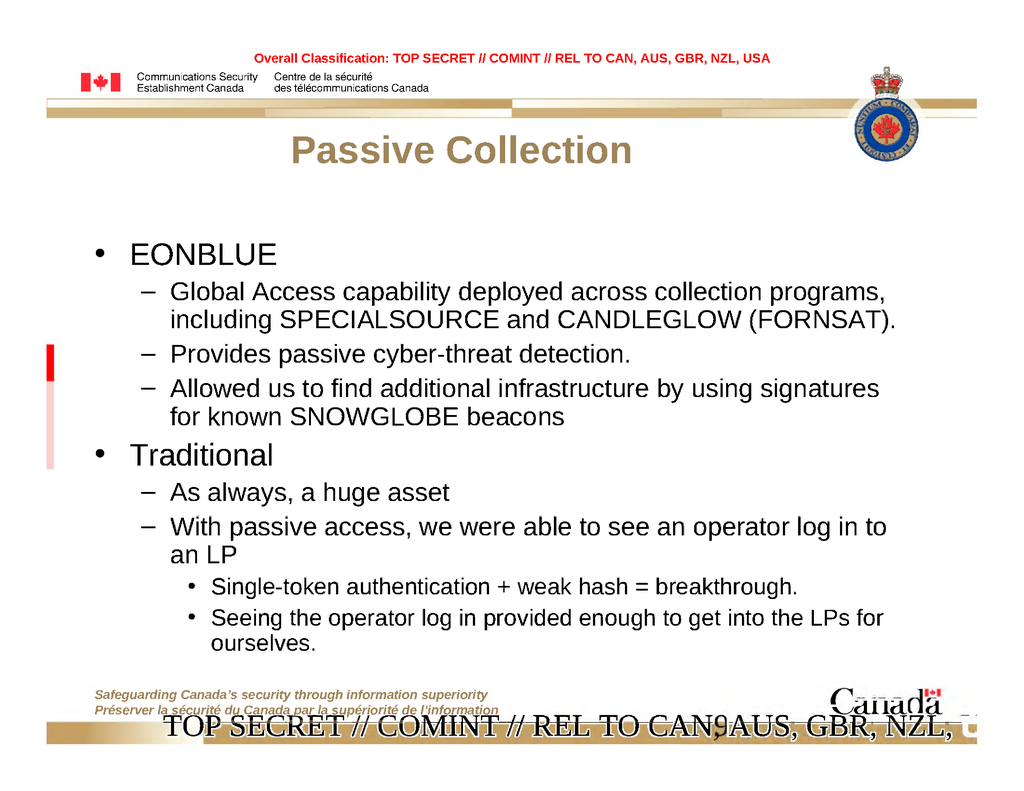 Overall Classification: TOP SECRET // COMINT // REL TO CAN, AUS, GBR, NZL, USA
Communications Security Centre de la sécurité
Establishment Canada des télécommunications Canada
Passive Collection
• EONBLUE
– Global Access capability deployed across collection programs,
including SPECIALSOURCE and CANDLEGLOW (FORNSAT).
– Provides passive cyber-threat detection.
– Allowed us to find additional infrastructure by using signatures
for known SNOWGLOBE beacons
• Traditional
– As always, a huge asset
– With passive access, we were able to see an operator log in to
an LP
• Single-token authentication + weak hash = breakthrough.
• Seeing the operator log in provided enough to get into the LPs for
ourselves.
Safeguarding Canada's security through information superiority
Préserver la sécurité du Canada par la supériorité de l'information
Canada
TOP SECRET // COMINT // REL TO CAN, AUS, GBR, NZL,
9